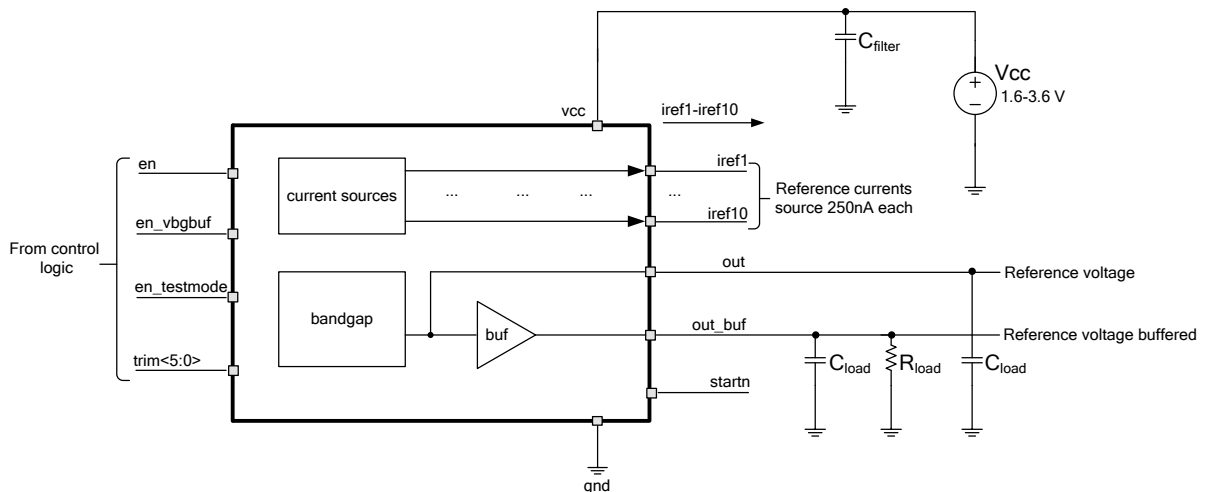 Cfilter
Vcc
1.6-3.6 V
vcc
iref1-iref10
en
current sources
...
...
...
iref1
...
iref10
Reference currents
source 250nA each
en_vbgbuf
From control
logic
en_testmode
bandgap
buf
out
Reference voltage
out_buf
Reference voltage buffered
trim<5:0>
Cload
Rload
Cload
startn
gnd